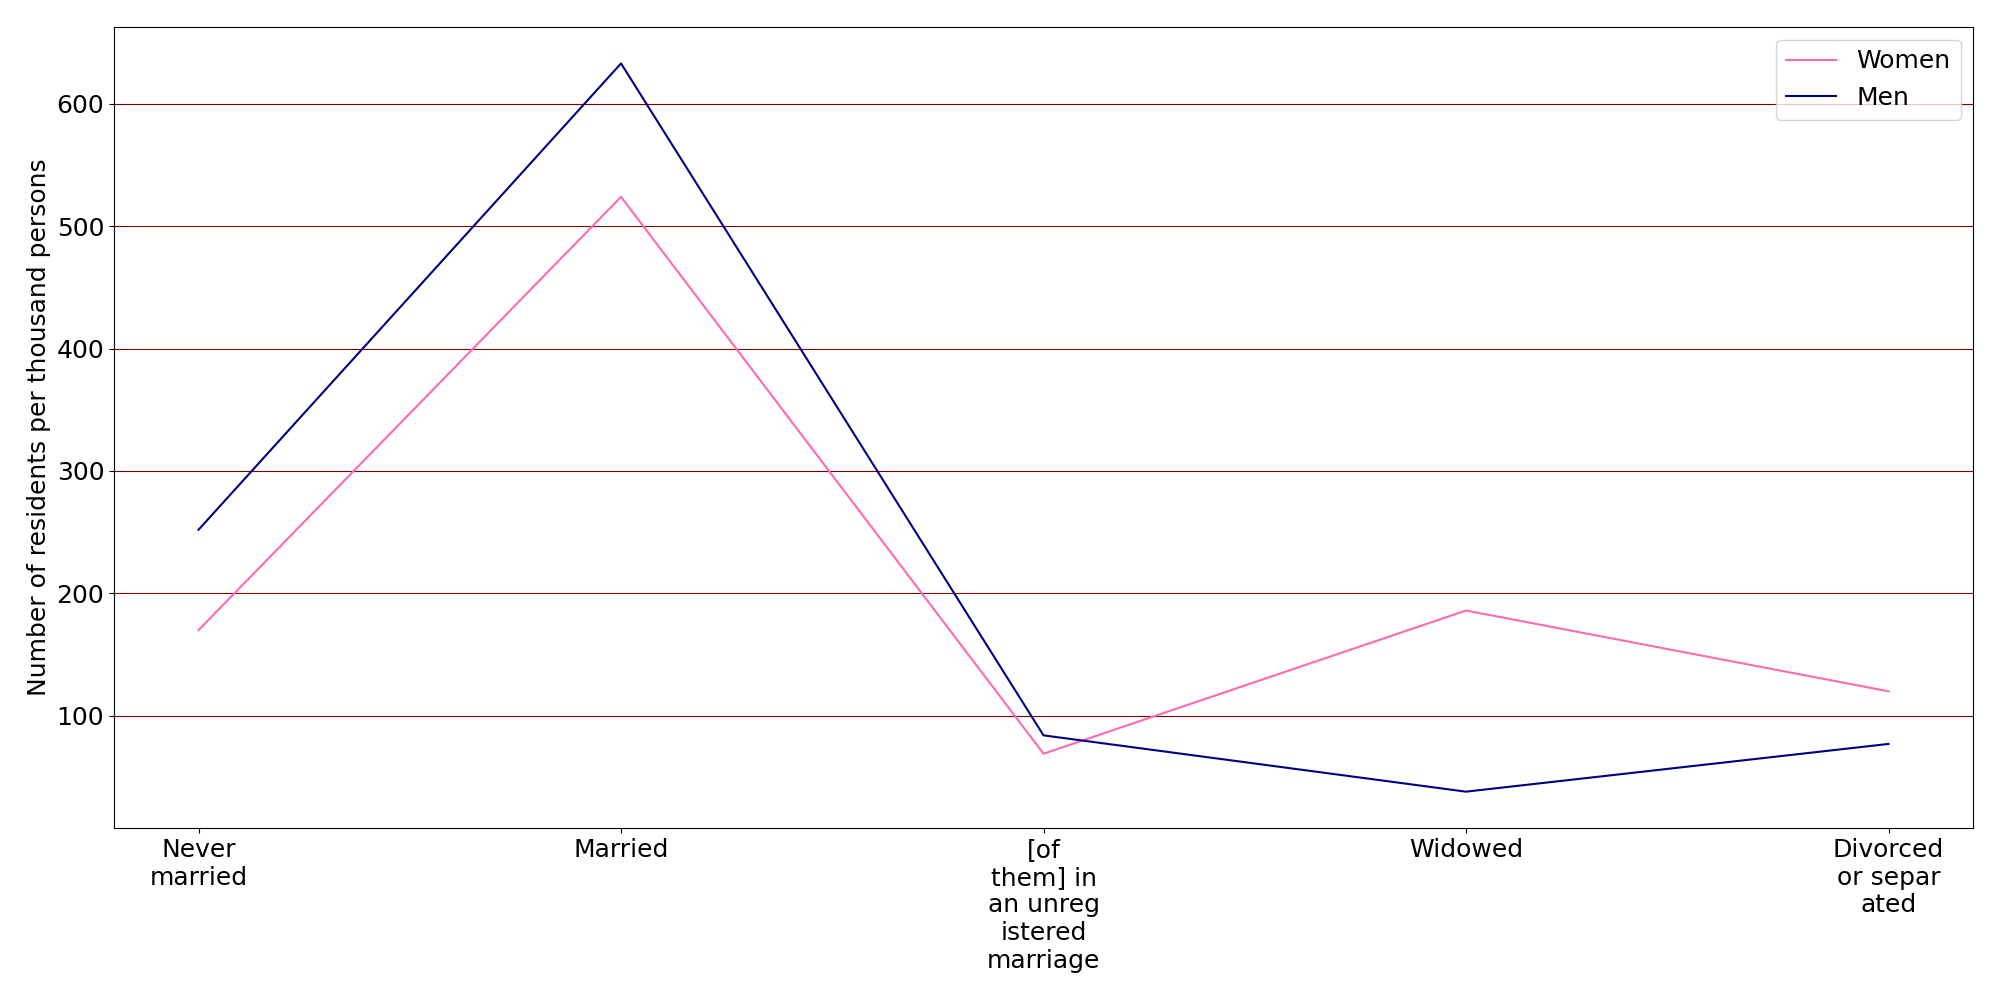 Women
Men
Number of residents per thousand persons
600
500
400
300
200
100
Never
married
Married
[of
them] in
an unreg
istered
marriage
Widowed
Divorced
or separ
ated